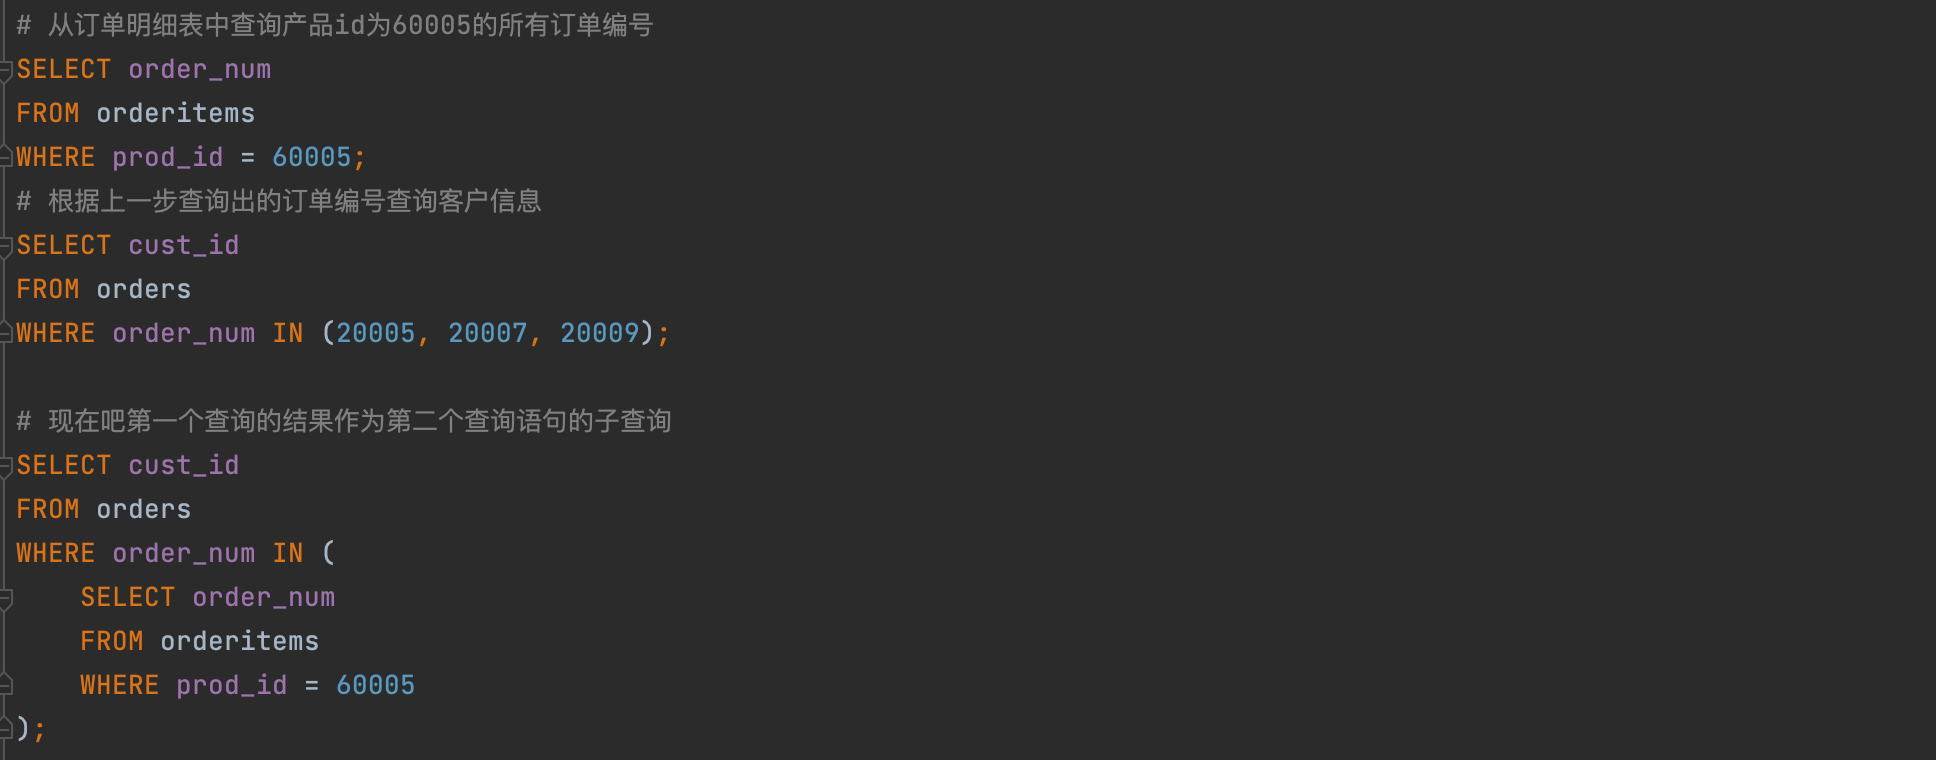 # 从订单明细表中查询产品id为60005的所有订单编号
SELECT order_num
FROM orderitems
WHERE prod_id = 60005;
# 根据上一步查询出的订单编号查询客户信息
SELECT cust_id
FROM orders
WHERE order_num IN (20005, 20007, 20009);
# 现在吧第一个查询的结果作为第二个查询语句的子查询
SELECT cust_id
FROM orders
WHERE order_num IN (
    SELECT order_num
    FROM orderitems
    WHERE prod_id = 60005
);